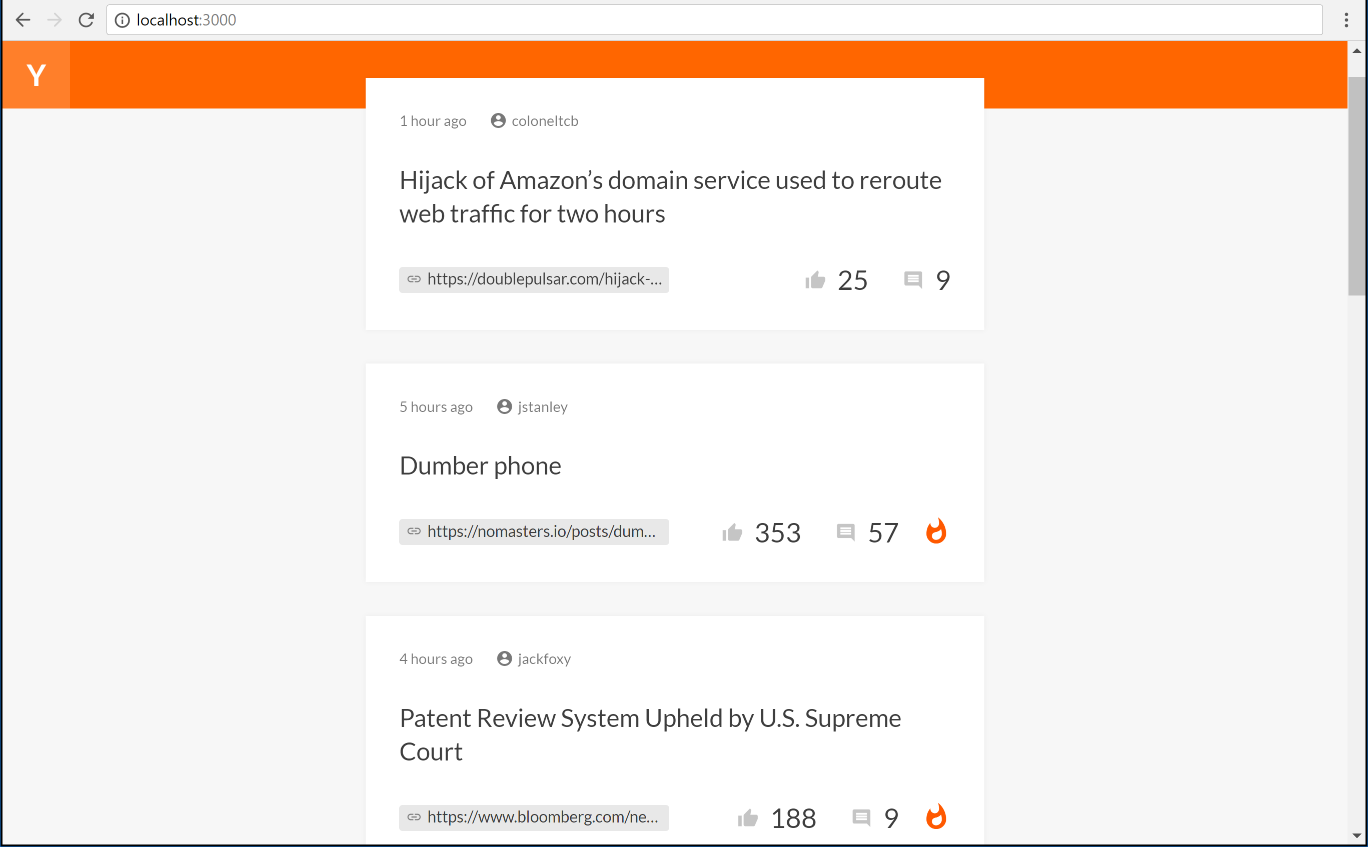 localhost:3000
Y
1 hour ago coloneltcb
Hijack of Amazon’s domain service used to reroute
web traffic for two hours
https://doublepulsar.com/hijack-... 25 9
5 hours ago jstanley
Dumber phone
https://nomasters.io/posts/dum... 353 57
4 hours ago jackfoxy
Patent Review System Upheld by U.S. Supreme
Court
https://www.bloomberg.com/ne... 188 9